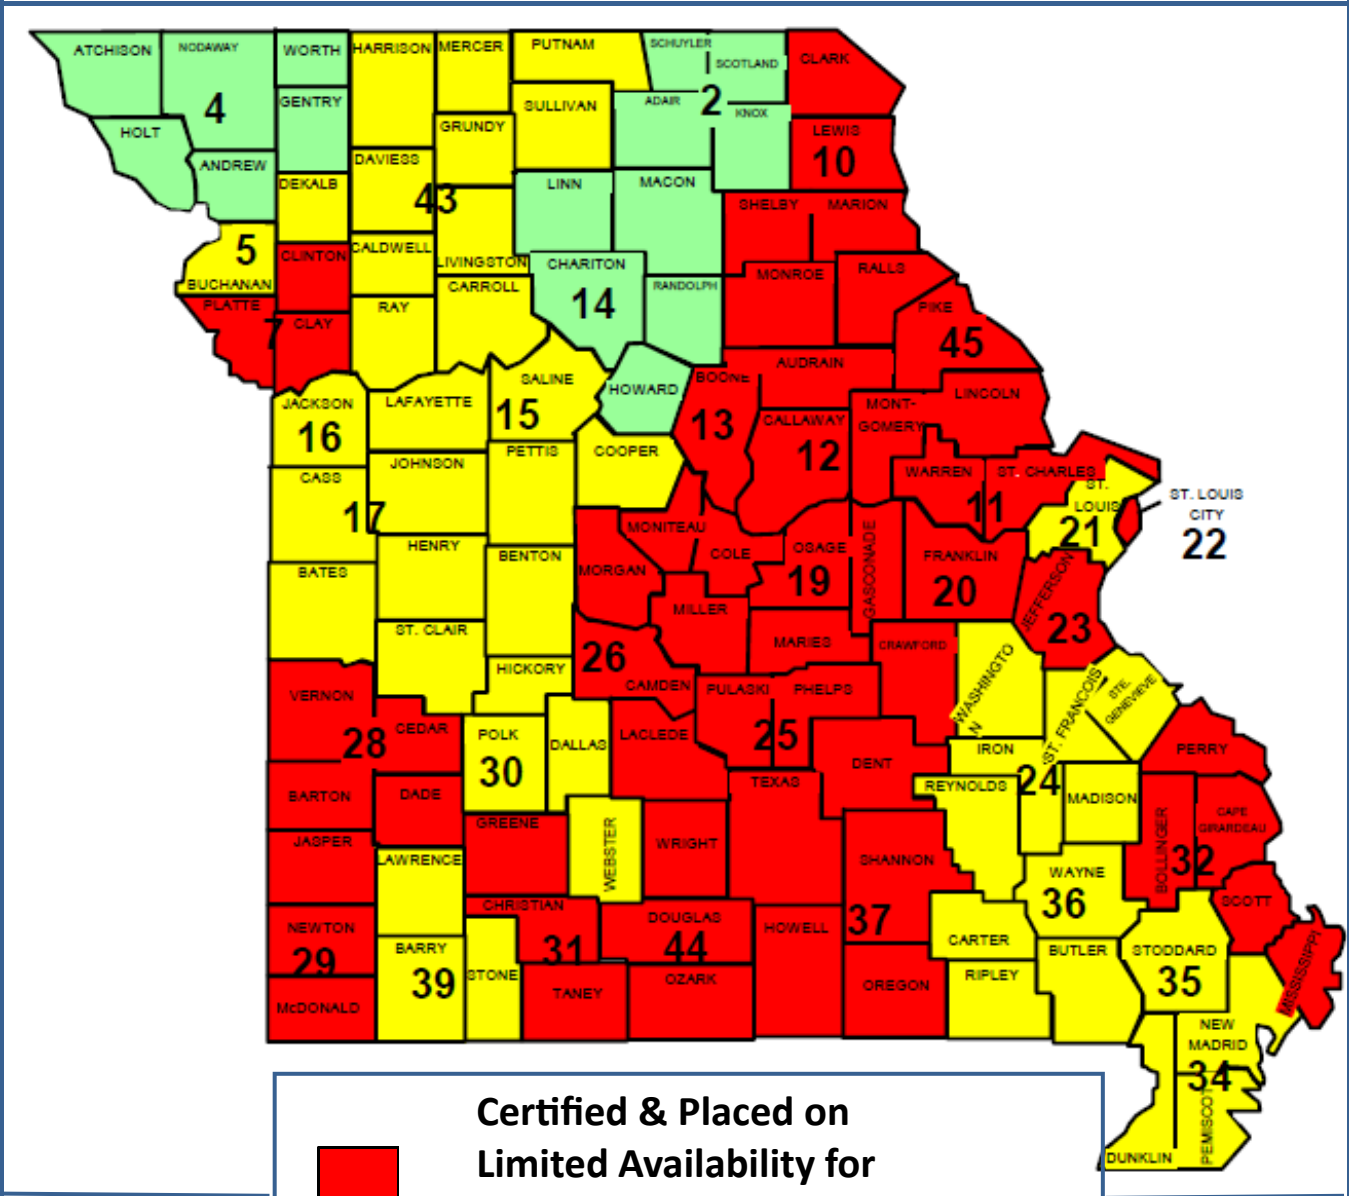 ATCHISON
NODAWAY
4
WORTH
HARRISON
MERCER
PUTNAM
SCHUYLER
SCOTLAND
CLARK
GENTRY
SULLIVAN
ADAIR
2
KNOX
HOLT
GRUNDY
LEWIS
10
ANDREW
DAVIESS
DEKALB
43
LINN
MACON
SHELBY
MARION
5
BUCHANAN
CLINTON
CALDWELL
LIVINGSTON
CHARITON
14
RANDOLPH
MONROE
RALLS
PLATTE
7
CLAY
RAY
CARROLL
PIKE
45
JACKSON
16
LAFAYETTE
SALINE
15
HOWARD
BOONE
13
AUDRAIN
MONT-
GOMERY
LINCOLN
CALLAWAY
12
CASS
17
JOHNSON
PETTIS
COOPER
WARREN
11
ST. CHARLES
ST.
LOUIS
21
ST. LOUIS
CITY
22
MONITEAU
COLE
OSAGE
19
GASCONADE
FRANKLIN
20
JEFFERSON
23
BATES
HENRY
BENTON
MORGAN
MILLER
MARIES
CRAWFORD
WASHINGTO
N
ST. FRANCOIS
STE.
GENEVIEVE
ST. CLAIR
HICKORY
26
CAMDEN
PULASKI
PHELPS
25
VERNON
28
CEDAR
POLK
30
DALLAS
LACLEDE
DENT
IRON
24
PERRY
BARTON
DADE
TEXAS
REYNOLDS
MADISON
BOLLINGER
CAPE
GIRARDEAU
32
JASPER
GREENE
WEBSTER
WRIGHT
SHANNON
37
WAYNE
36
SCOTT
LAWRENCE
CHRISTIAN
31
DOUGLAS
44
HOWELL
NEWTON
29
BARRY
39
STONE
TANEY
OZARK
OREGON
CARTER
RIPLEY
BUTLER
STODDARD
35
MISSISSIPPI
McDONALD
NEW
MADRID
34
PEMISCOT
DUNKLIN
Certified & Placed on
Limited Availability for